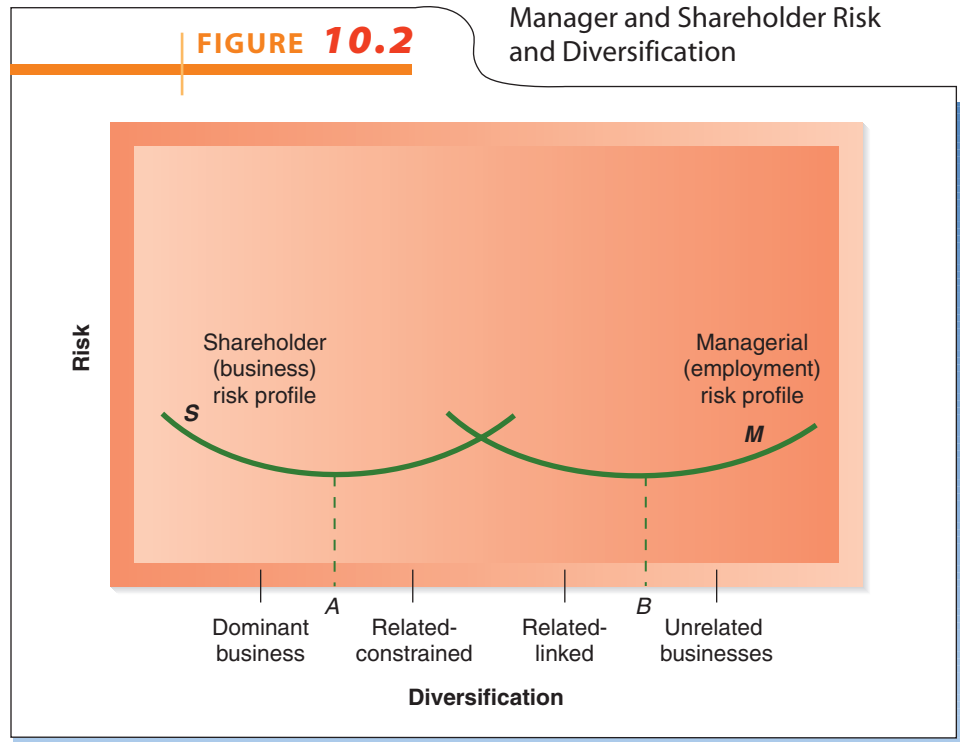 FIGURE 10.2
Manager and Shareholder Risk
and Diversification
Risk
Shareholder
(business)
risk profile
S
Managerial
(employment)
risk profile
M
A
B
Dominant
business
Related-
constrained
Related-
linked
Unrelated
businesses
Diversification